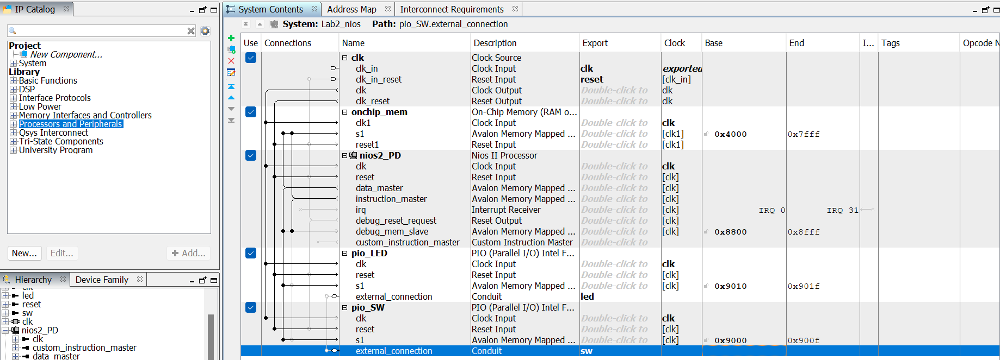 IP Catalog
Project
New Component...
System
Library
Basic Functions
DSP
Interface Protocols
Low Power
Memory Interfaces and Controllers
Processors and Peripherals
Qsys Interconnect
Tri-State Components
University Program
New... Edit... Add...
Hierarchy Device Family
clk
led
reset
sw
clk
nios2_PD
clk
custom_instruction_master
data_master
System Contents Address Map Interconnect Requirements
System: Lab2_nios Path: pio_SW.external_connection
Use Connections Name Description Export Clock Base End I... Tags Opcode N
clk Clock Source
clk_in Clock Input clk exported
clk_in_reset Reset Input reset [clk_in]
clk Clock Output Double-click to clk
clk_reset Reset Output Double-click to clk
onchip_mem On-Chip Memory (RAM o...
clk1 Clock Input Double-click to clk
s1 Avalon Memory Mapped ... Double-click to [clk1] 0x4000 0x7fff
reset1 Reset Input Double-click to [clk1]
nios2_PD Nios II Processor
clk Clock Input Double-click to clk
reset Reset Input Double-click to [clk]
data_master Avalon Memory Mapped ... Double-click to [clk]
instruction_master Avalon Memory Mapped ... Double-click to [clk]
irq Interrupt Receiver Double-click to [clk] IRQ 0 IRQ 31
debug_reset_request Reset Output Double-click to [clk]
debug_mem_slave Avalon Memory Mapped ... Double-click to [clk] 0x8800 0x8fff
custom_instruction_master Custom Instruction Master Double-click to
pio_LED PIO (Parallel I/O) Intel F...
clk Clock Input Double-click to clk
reset Reset Input Double-click to [clk]
s1 Avalon Memory Mapped ... Double-click to [clk] 0x9010 0x901f
external_connection Conduit led
pio_SW PIO (Parallel I/O) Intel F...
clk Clock Input Double-click to clk
reset Reset Input Double-click to [clk]
s1 Avalon Memory Mapped ... Double-click to [clk] 0x9000 0x900f
external_connection Conduit sw